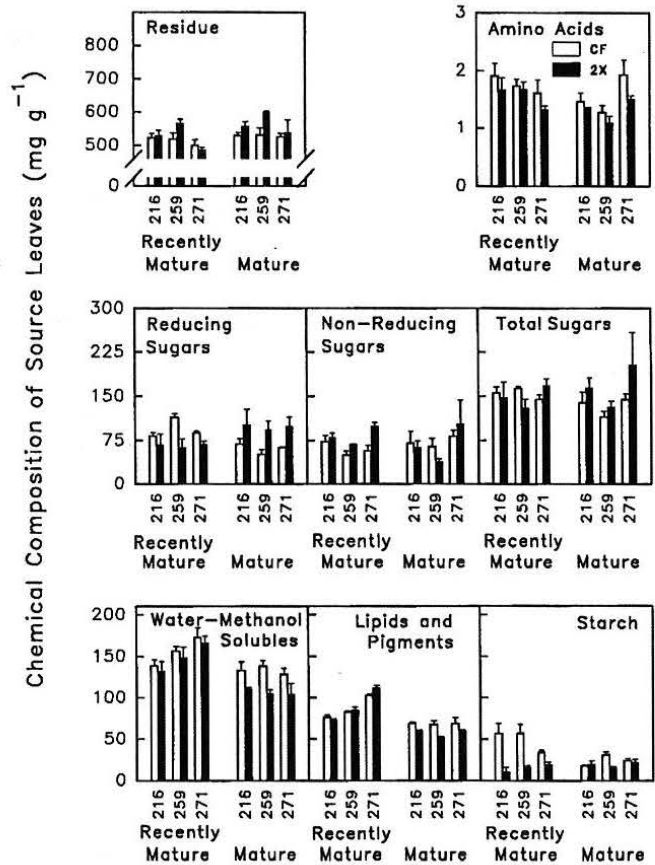 Chemical Composition of Source Leaves (mg g⁻¹)
Residue
900
800
700
600
500
0
216 259 271
216 259 271
Recently
Mature Mature
Amino Acids
CF
2X
3
2
1
0
216 259 271
216 259 271
Recently
Mature Mature
300
225
150
75
0
Reducing
Sugars
Non-Reducing
Sugars
Total Sugars
216 259 271 216 259 271 216 259 271 216 259 271 216 259 271 216 259 271
Recently Recently Recently
Mature Mature Mature Mature Mature Mature
200
150
100
50
0
Water-Methanol
Solubles
Lipids and
Pigments
Starch
216 259 271 216 259 271 216 259 271 216 259 271 216 259 271 216 259 271
Recently Recently Recently
Mature Mature Mature Mature Mature Mature